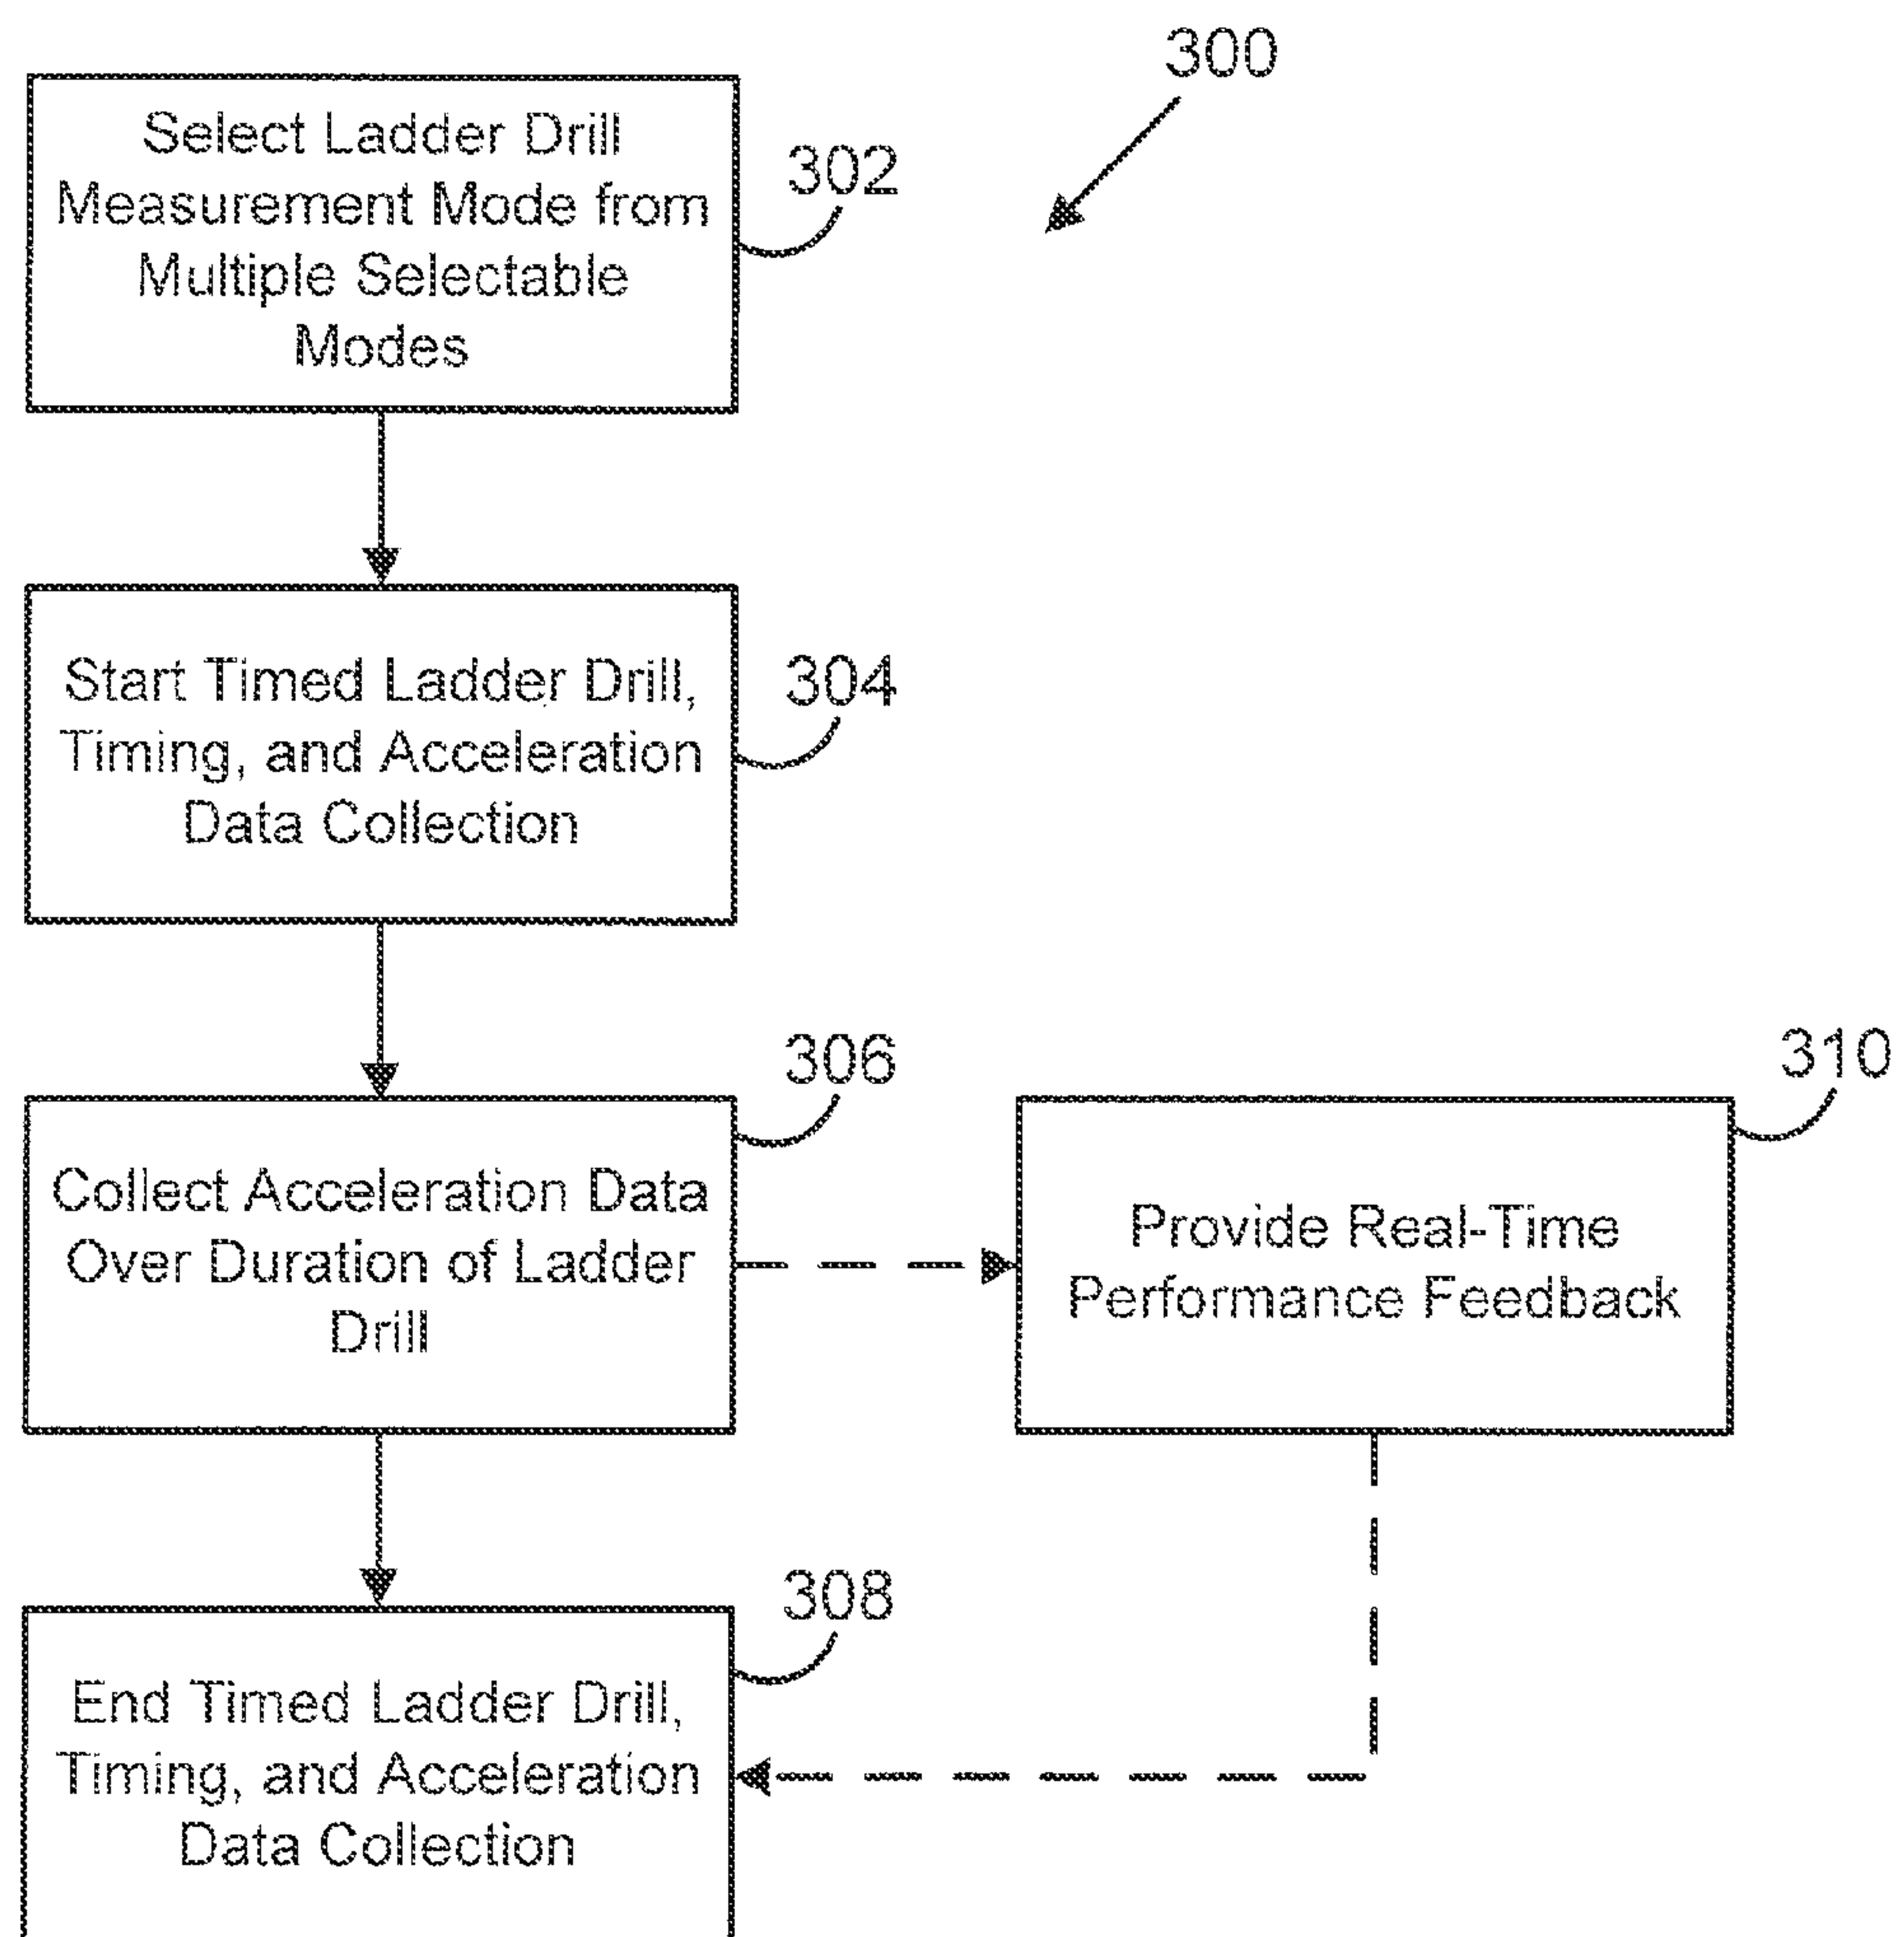 300
Select Ladder Drill
Measurement Mode from
Multiple Selectable
Modes
302
Start Timed Ladder Drill,
Timing, and Acceleration
Data Collection
304
Collect Acceleration Data
Over Duration of Ladder
Drill
306
Provide Real-Time
Performance Feedback
310
End Timed Ladder Drill,
Timing, and Acceleration
Data Collection
308